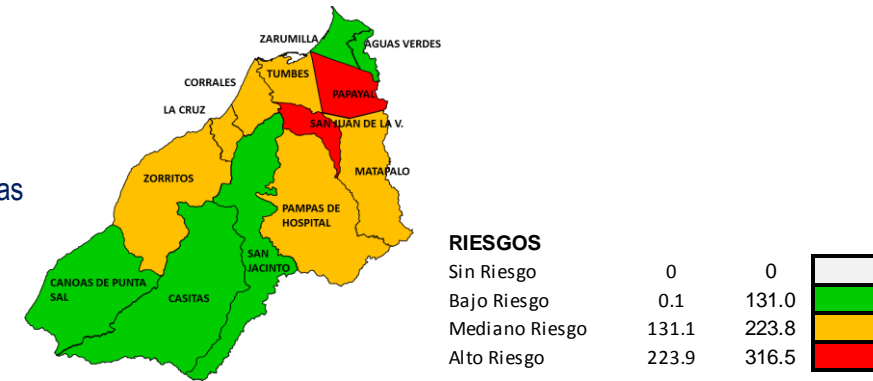 ZARUMILLA
AGUAS VERDES
TUMBES
CORRALES
PAPAYAL
LA CRUZ
SAN JUAN DE LA V.
MATAPALO
ZORRITOS
as
PAMPAS DE
HOSPITAL
SAN
JACINTO
CANOAS DE PUNTA
SAL
CASITAS
RIESGOS
Sin Riesgo 0 0
Bajo Riesgo 0.1 131.0
Mediano Riesgo 131.1 223.8
Alto Riesgo 223.9 316.5